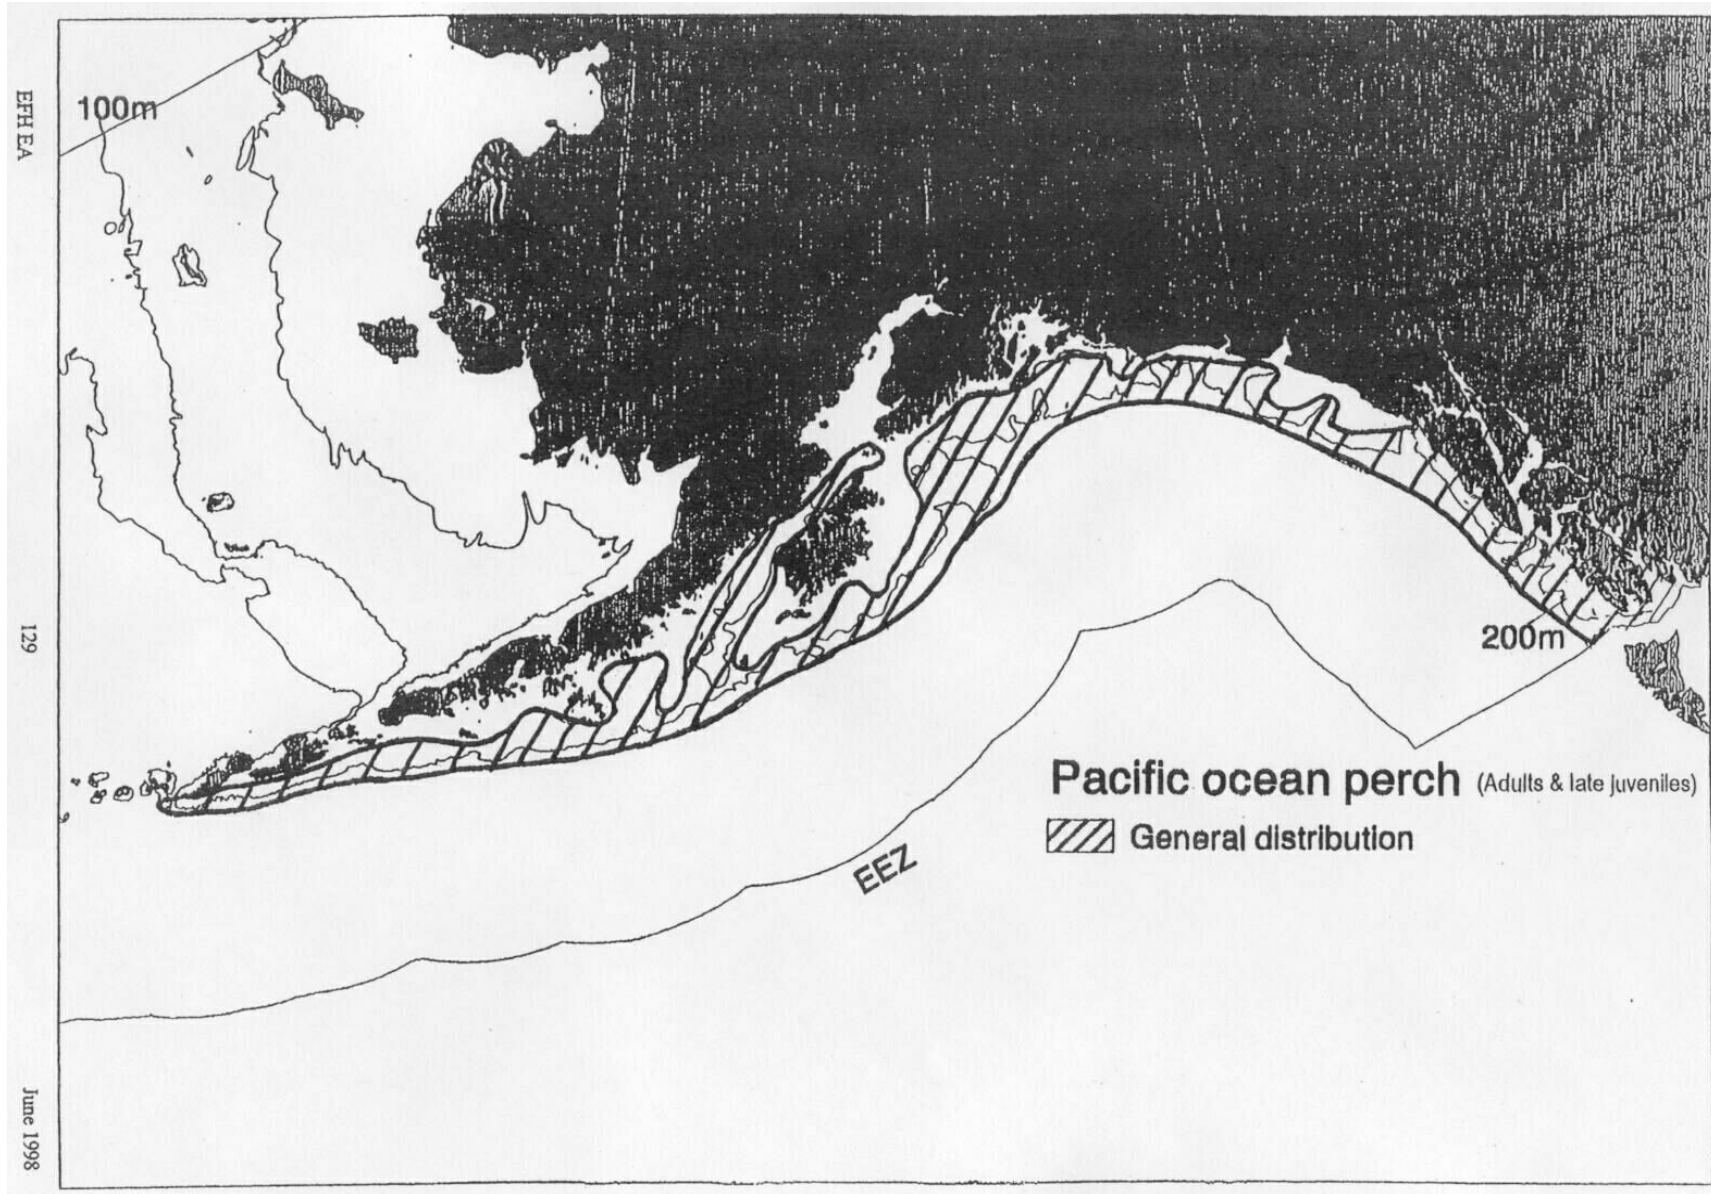 EFH EA
129
June 1998
100m
200m
EEZ
Pacific ocean perch (Adults & late juveniles)
General distribution